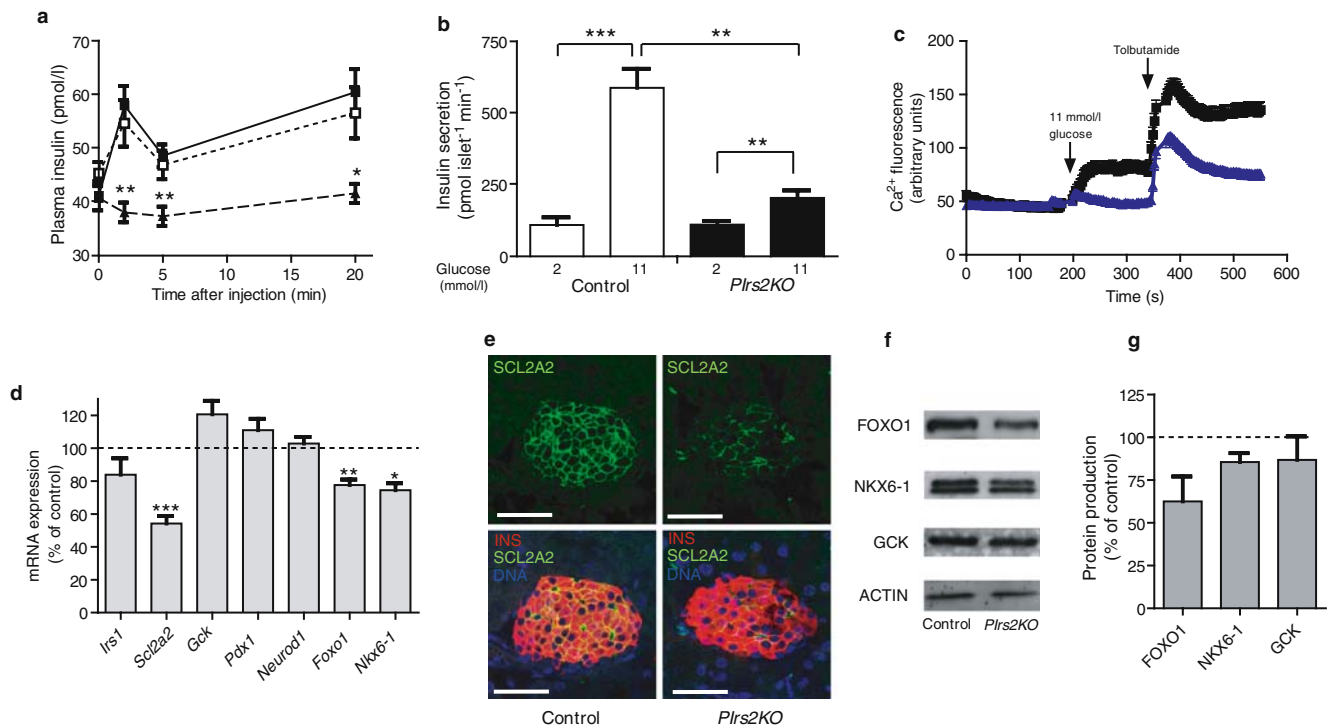 a
Plasma insulin (pmol/l)
70
60
50
40
30
**
**
*
0
5
10
15
20
Time after injection (min)
b
Insulin secretion
(pmol islet-1 min-1)
750
500
250
0
***
**
**
Glucose
(mmol/l)
2
11
2
11
Control
PIrs2KO
c
Ca2+ fluorescence
(arbitrary units)
200
150
100
50
0
Tolbutamide
11 mmol/l
glucose
0
100
200
300
400
500
600
Time (s)
d
mRNA expression
(% of control)
120
100
80
60
40
20
0
***
**
*
Irs1
Scl2a2
Gck
Pdx1
Neurod1
Foxo1
Nkx6-1
e
SCL2A2
SCL2A2
INS
SCL2A2
DNA
INS
SCL2A2
DNA
Control
PIrs2KO
f
FOXO1
NKX6-1
GCK
ACTIN
Control
PIrs2KO
g
Protein production
(% of control)
125
100
75
50
25
0
FOXO1
NKX6-1
GCK